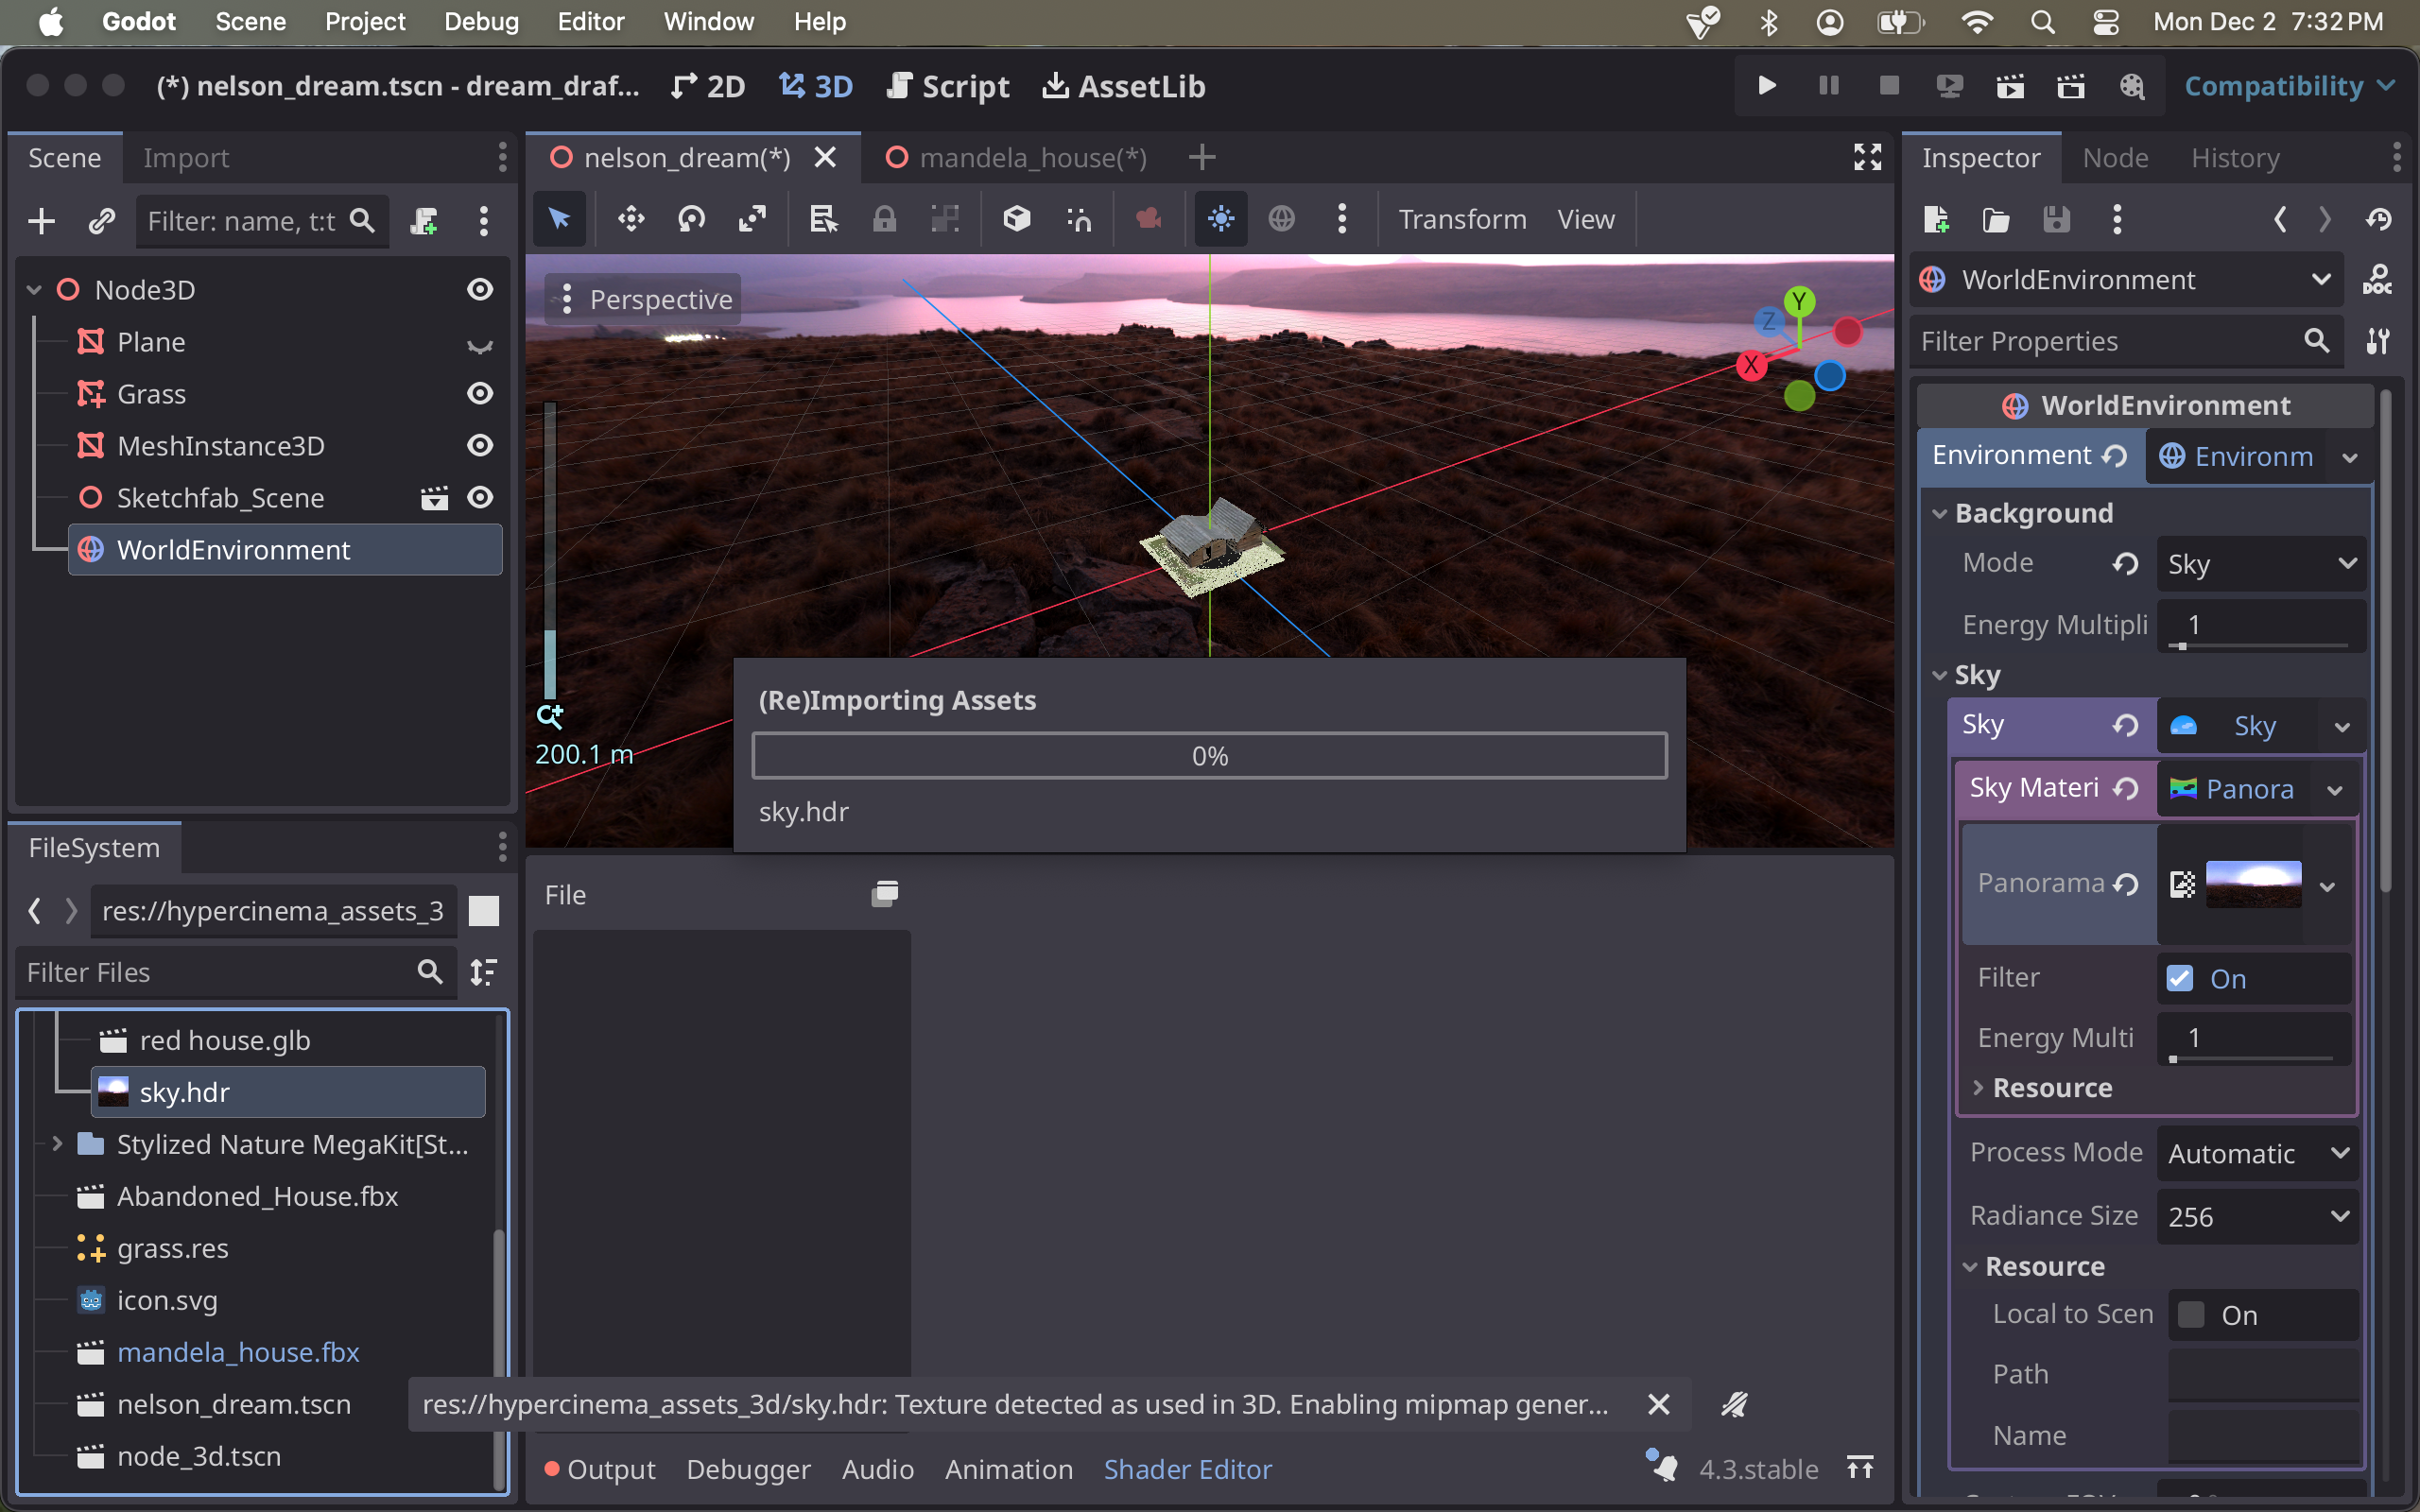 Godot Scene Project Debug Editor Window Help Mon Dec 2 7:32 PM
(*) nelson_dream.tscn - dream_draf... 2D 3D Script AssetLib Compatibility
Scene Import
nelson_dream(*) mandela_house(*)
Inspector Node History
Filter: name, t:t
Transform View
Node3D
Plane
Grass
MeshInstance3D
Sketchfab_Scene
WorldEnvironment
Perspective
Y
Z
X
200.1 m
(Re)Importing Assets
0%
sky.hdr
FileSystem
res://hypercinema_assets_3
Filter Files
red house.glb
sky.hdr
Stylized Nature MegaKit[St...
Abandoned_House.fbx
grass.res
icon.svg
mandela_house.fbx
nelson_dream.tscn
node_3d.tscn
File
res://hypercinema_assets_3d/sky.hdr: Texture detected as used in 3D. Enabling mipmap gener...
Output Debugger Audio Animation Shader Editor 4.3.stable
WorldEnvironment
DOC
Filter Properties
WorldEnvironment
Environment Environm
Background
Mode Sky
Energy Multipli 1
Sky
Sky Sky
Sky Materi Panora
Panorama
Filter On
Energy Multi 1
Resource
Process Mode Automatic
Radiance Size 256
Resource
Local to Scen On
Path
Name